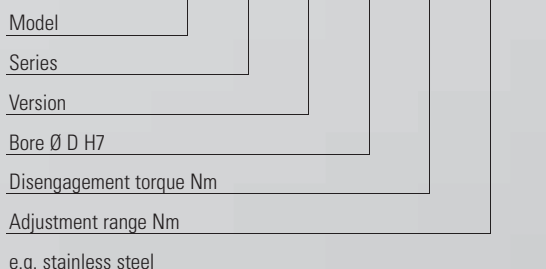 Model
Series
Version
Bore Ø D H7
Disengagement torque Nm
Adjustment range Nm
e.g. stainless steel